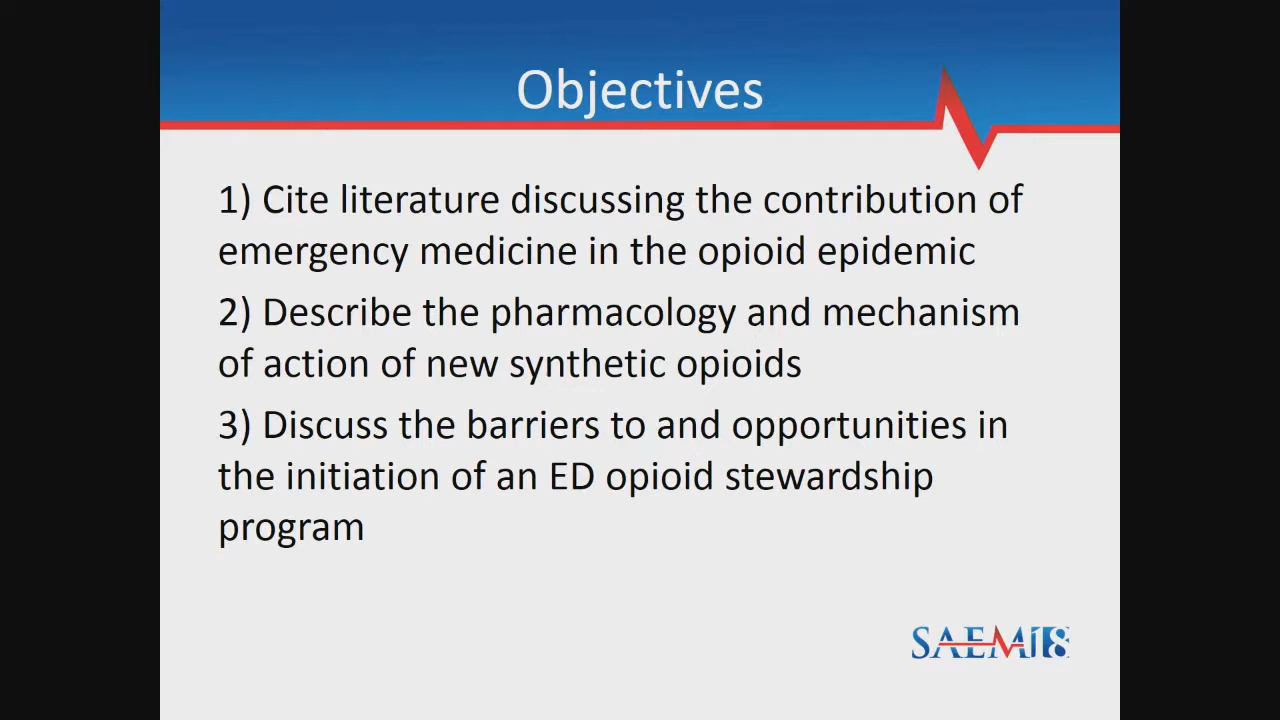 Objectives
1) Cite literature discussing the contribution of
emergency medicine in the opioid epidemic
2) Describe the pharmacology and mechanism
of action of new synthetic opioids
3) Discuss the barriers to and opportunities in
the initiation of an ED opioid stewardship
program
SAEM18